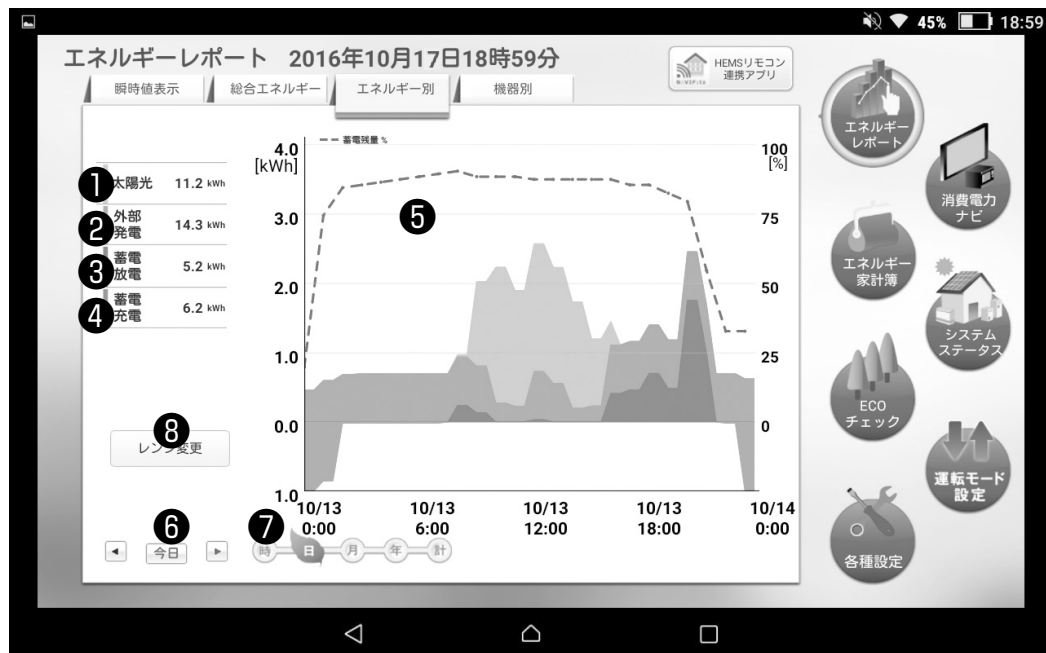 45% 18:59
エネルギーレポート 2016年10月17日18時59分
HEMSリモコン
連携アプリ
瞬時値表示 総合エネルギー エネルギー別 機器別
蓄電残量 %
4.0
[kWh]
3.0
2.0
1.0
0.0
1.0
100
[%]
75
50
25
0
❶ 太陽光 11.2 kWh
❷ 外部
発電 14.3 kWh
❸ 蓄電
放電 5.2 kWh
❹ 蓄電
充電 6.2 kWh
❺
❽
レンジ変更
10/13 10/13 10/13 10/13 10/14
0:00 6:00 12:00 18:00 0:00
❻ ❼
今日 時 日 月 年 計
エネルギー
レポート
消費電力
ナビ
エネルギー
家計簿
システム
ステータス
ECO
チェック
運転モード
設定
各種設定